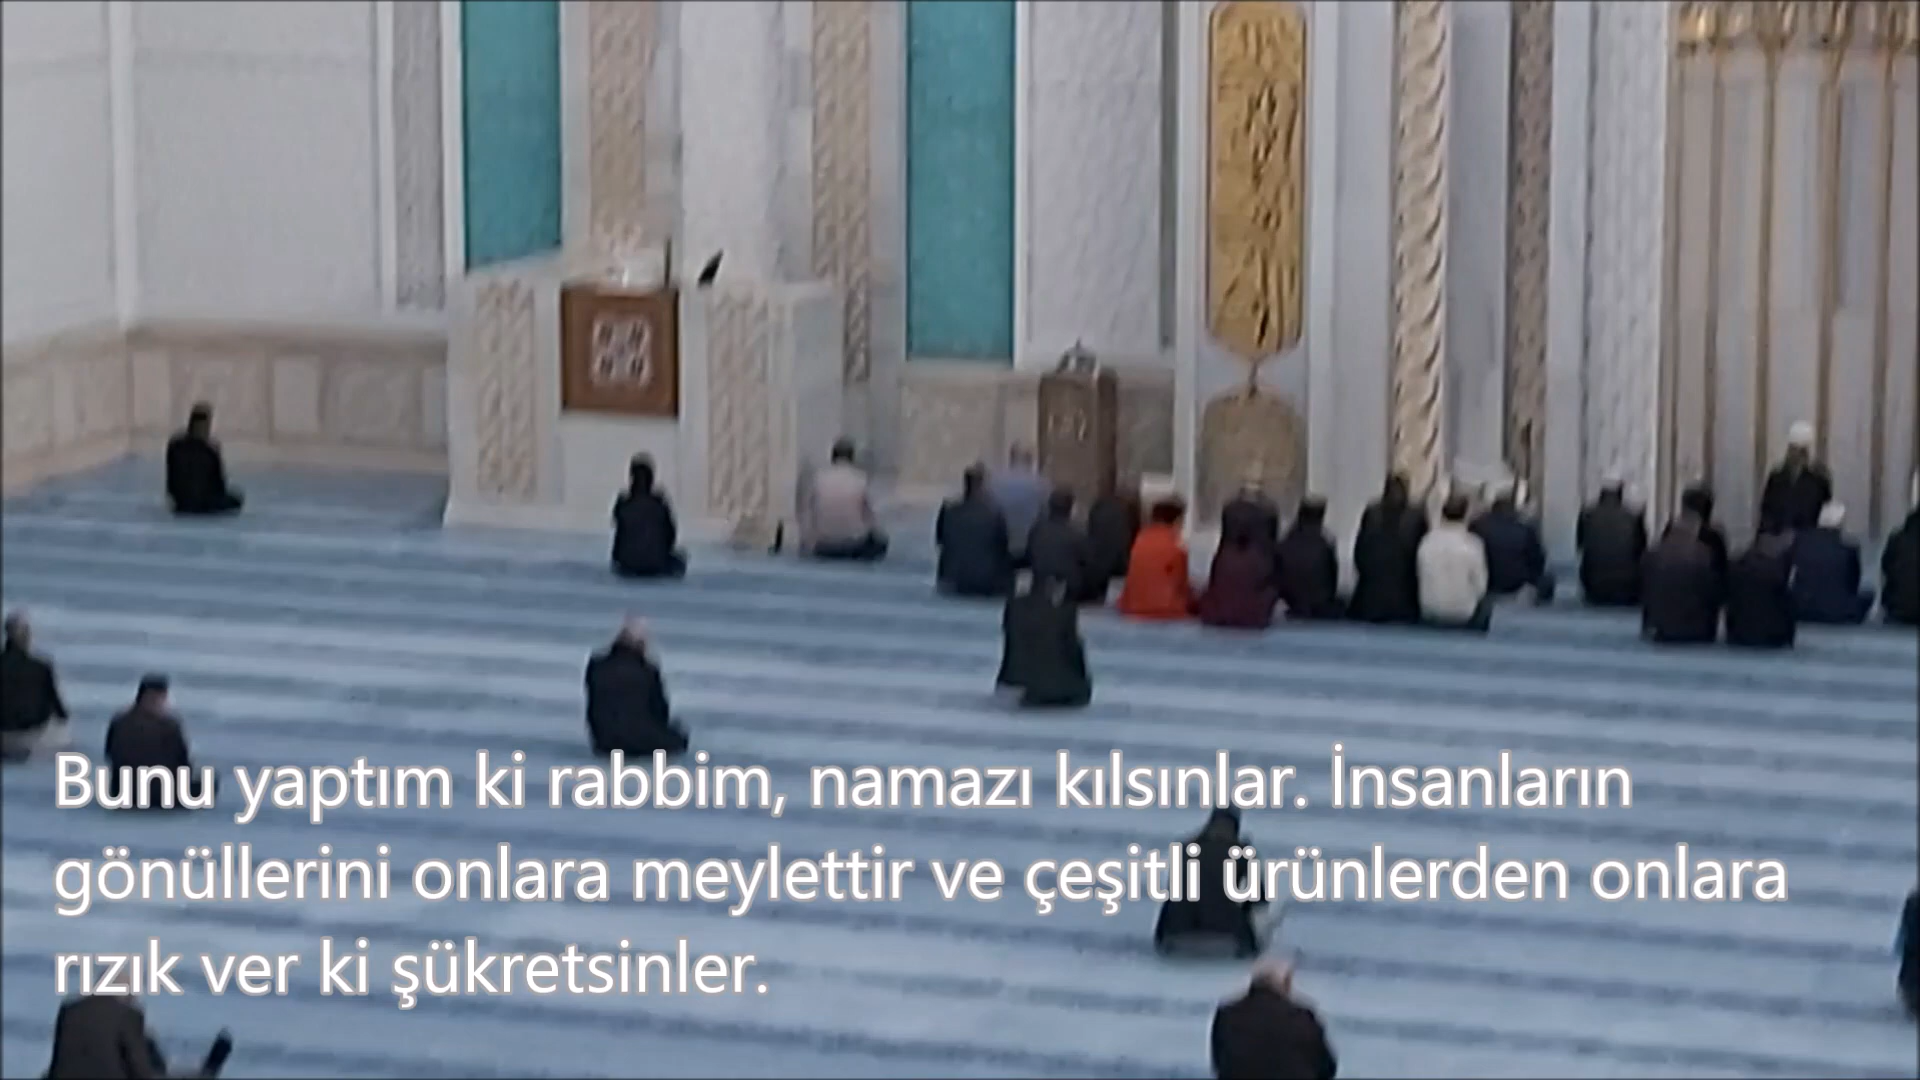 Bunu yaptım ki rabbim, namazı kılsınlar. İnsanların
gönüllerini onlara meylettir ve çeşitli ürünlerden onlara
rızık ver ki şükretsinler.